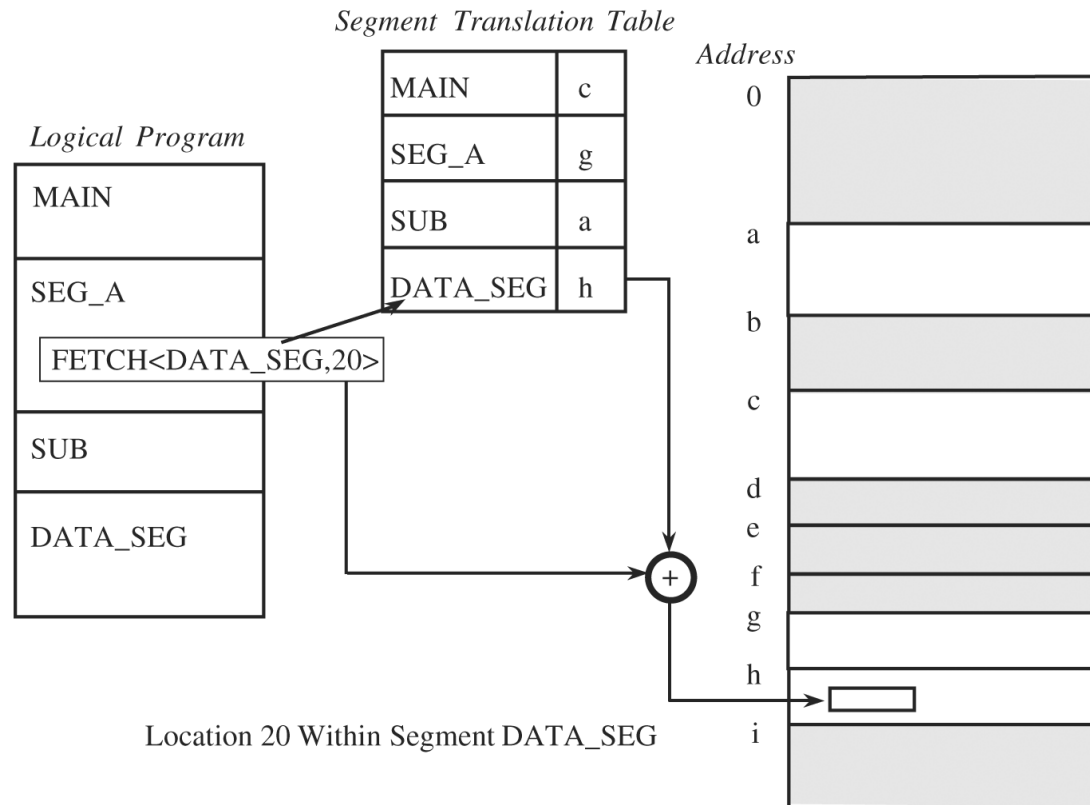 Segment Translation Table
MAIN c
SEG_A g
SUB a
DATA_SEG h
Logical Program
MAIN
SEG_A
FETCH<DATA_SEG,20>
SUB
DATA_SEG
+
Address
0
a
b
c
d
e
f
g
h
i
Location 20 Within Segment DATA_SEG